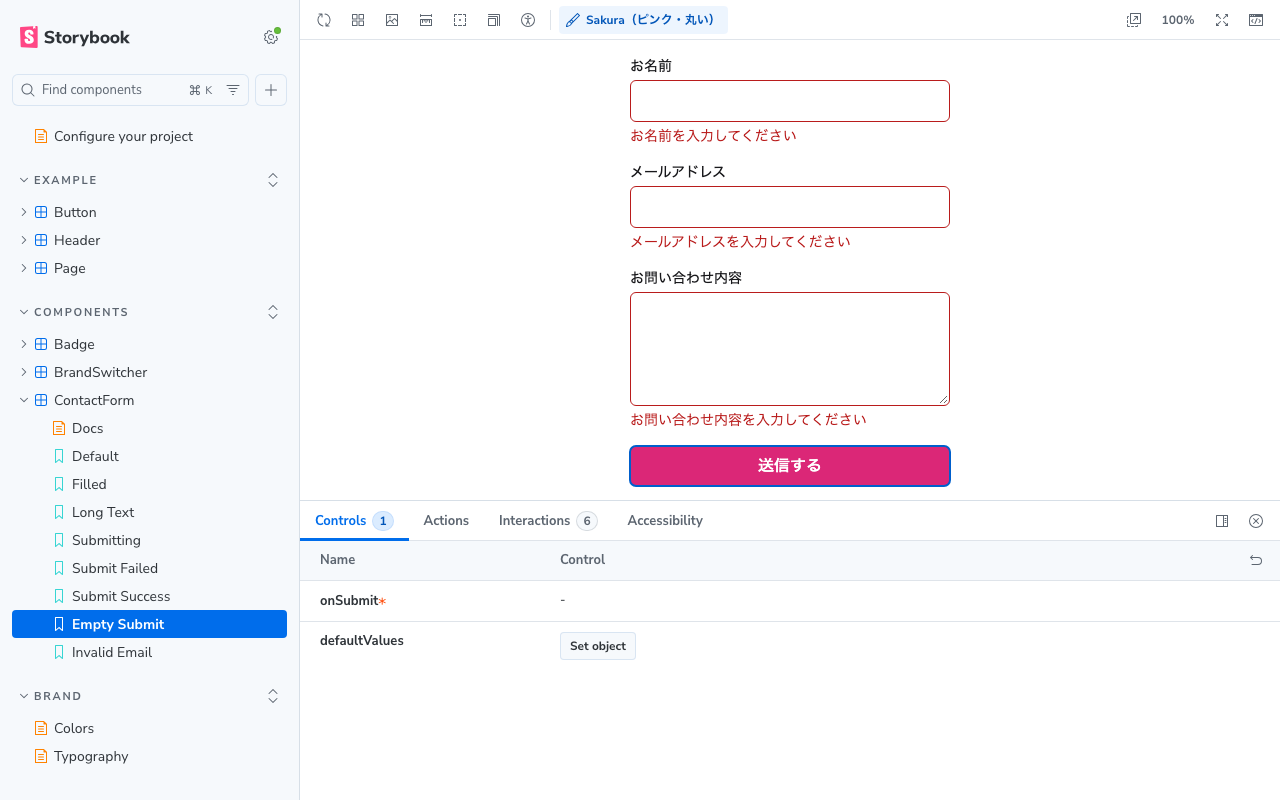 Storybook
Find components
⌘ K
Configure your project
EXAMPLE
Button
Header
Page
COMPONENTS
Badge
BrandSwitcher
ContactForm
Docs
Default
Filled
Long Text
Submitting
Submit Failed
Submit Success
Empty Submit
Invalid Email
BRAND
Colors
Typography
Sakura（ピンク・丸い）
100%
お名前
お名前を入力してください
メールアドレス
メールアドレスを入力してください
お問い合わせ内容
お問い合わせ内容を入力してください
送信する
Controls 1 Actions Interactions 6 Accessibility
Name Control
onSubmit* -
defaultValues Set object